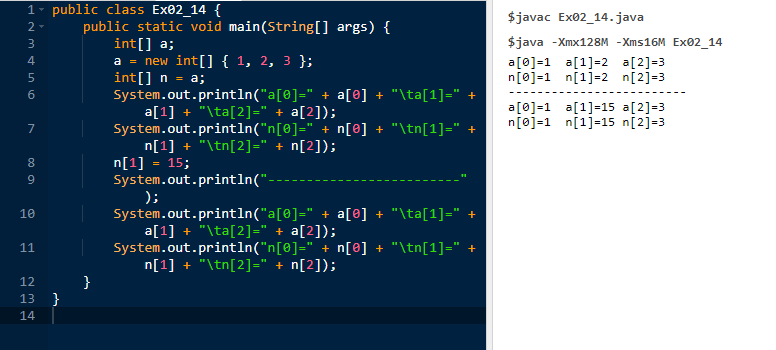 1 public class Ex02_14 {
2 public static void main(String[] args) {
3 int[] a;
4 a = new int[] { 1, 2, 3 };
5 int[] n = a;
6 System.out.println("a[0]=" + a[0] + "\ta[1]=" +
a[1] + "\ta[2]=" + a[2]);
7 System.out.println("n[0]=" + n[0] + "\tn[1]=" +
n[1] + "\tn[2]=" + n[2]);
8 n[1] = 15;
9 System.out.println("-------------------------"
);
10 System.out.println("a[0]=" + a[0] + "\ta[1]=" +
a[1] + "\ta[2]=" + a[2]);
11 System.out.println("n[0]=" + n[0] + "\tn[1]=" +
n[1] + "\tn[2]=" + n[2]);
12 }
13 }
14
$javac Ex02_14.java
$java -Xmx128M -Xms16M Ex02_14
a[0]=1 a[1]=2 a[2]=3
n[0]=1 n[1]=2 n[2]=3
-------------------------
a[0]=1 a[1]=15 a[2]=3
n[0]=1 n[1]=15 n[2]=3